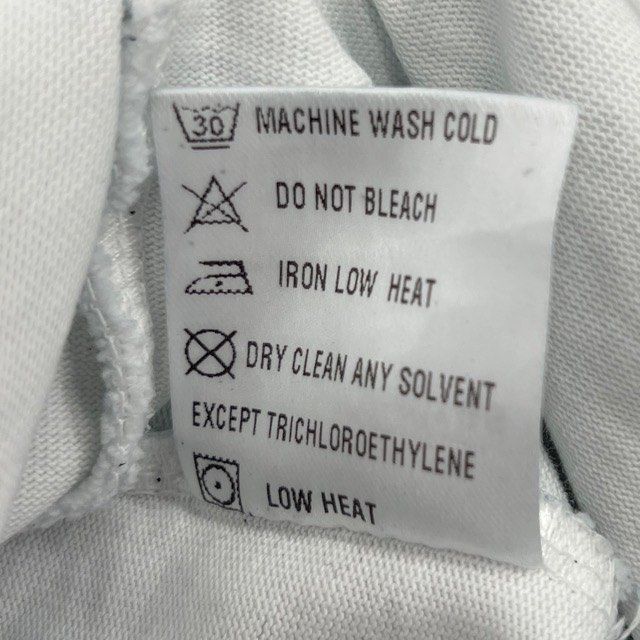 30 MACHINE WASH COLD
DO NOT BLEACH
IRON LOW HEAT
DRY CLEAN ANY SOLVENT
EXCEPT TRICHLOROETHYLENE
LOW HEAT